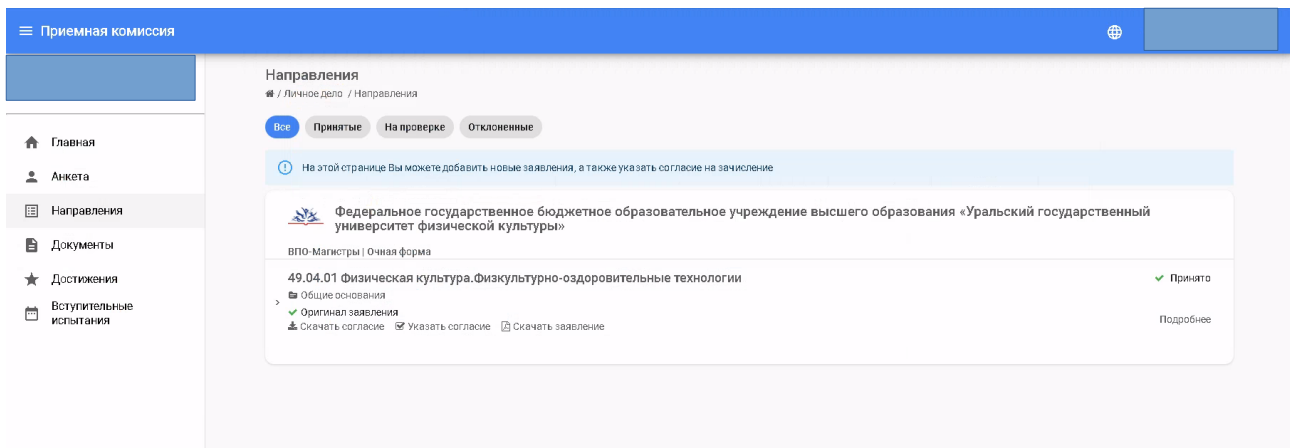 Приемная комиссия
Направления
/ Личное дело / Направления
Все Принятые На проверке Отклоненные
На этой странице Вы можете добавить новые заявления, а также указать согласие на зачисление
Главная
Анкета
Направления
Документы
Достижения
Вступительные
испытания
Федеральное государственное бюджетное образовательное учреждение высшего образования «Уральский государственный
университет физической культуры»
ВПО-Магистры | Очная форма
49.04.01 Физическая культура.Физкультурно-оздоровительные технологии
Принято
Общие основания
Оригинал заявления
Скачать согласие Указать согласие Скачать заявление
Подробнее